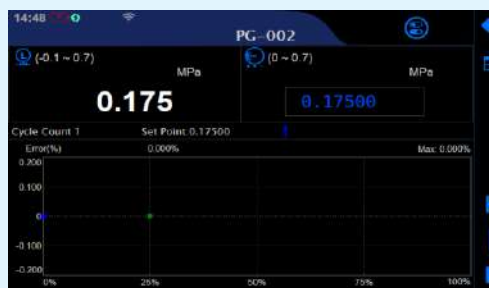 14:48
PG-002
(-0.1 ~ 0.7)
MPa
0.175
(0 ~ 0.7)
MPa
0.17500
Cycle Count 1
Set Point 0.17500
Error(%)
0.000%
Max: 0.000%
0.200
0.100
0
-0.100
-0.200
0%
25%
50%
75%
100%